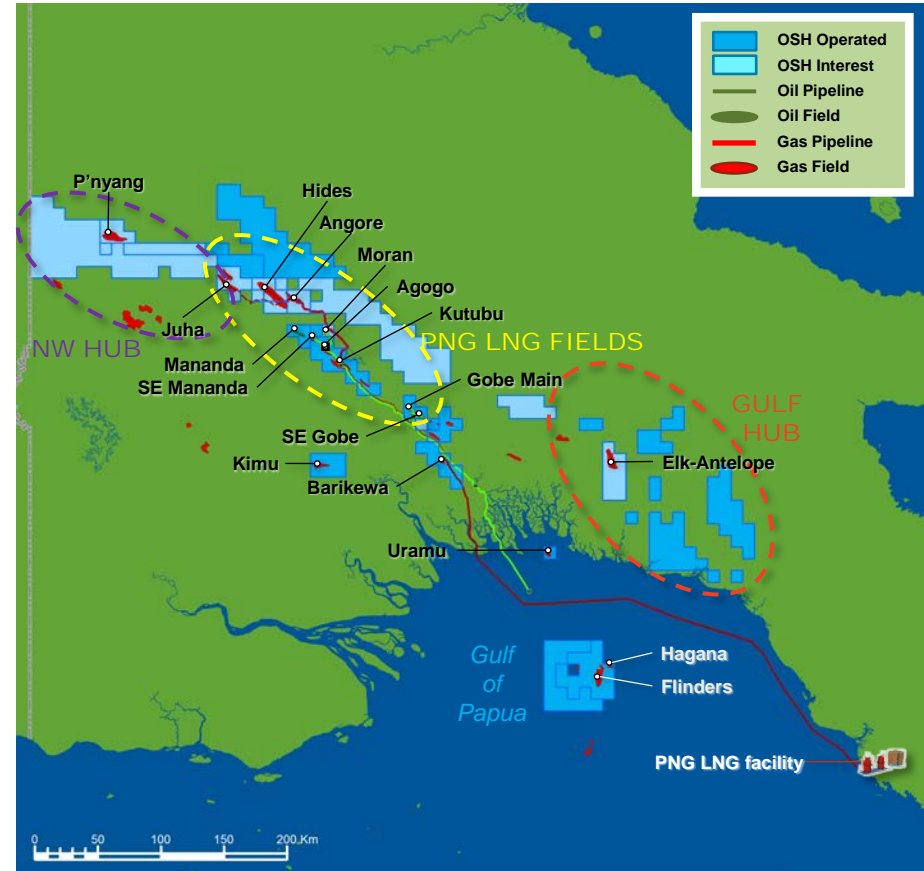 OSH Operated
OSH Interest
Oil Pipeline
Oil Field
Gas Pipeline
Gas Field
P'nyang
Hides
Angore
Moran
Agogo
Kutubu
Juha
NW HUB
PNG LNG FIELDS
Mananda
SE Mananda
Gobe Main
GULF
HUB
SE Gobe
Kimu
Elk-Antelope
Barikewa
Uramu
Gulf
of
Papua
Hagana
Flinders
PNG LNG facility
0 50 100 150 200 Km